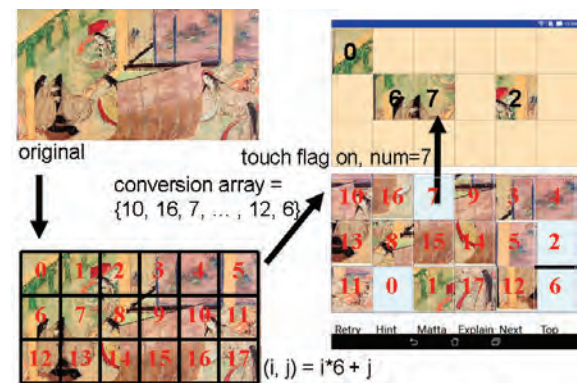 original
conversion array =
{10, 16, 7, ... , 12, 6}
0 1 2 3 4 5
6 7 8 9 10 11
12 13 14 15 16 17
(i, j) = i*6 + j
0
6 7 2
touch flag on, num=7
10 16 7 9 3 4
13 8 15 14 5 2
11 0 1 17 12 6
Retry Hint Matta Explain Next Top